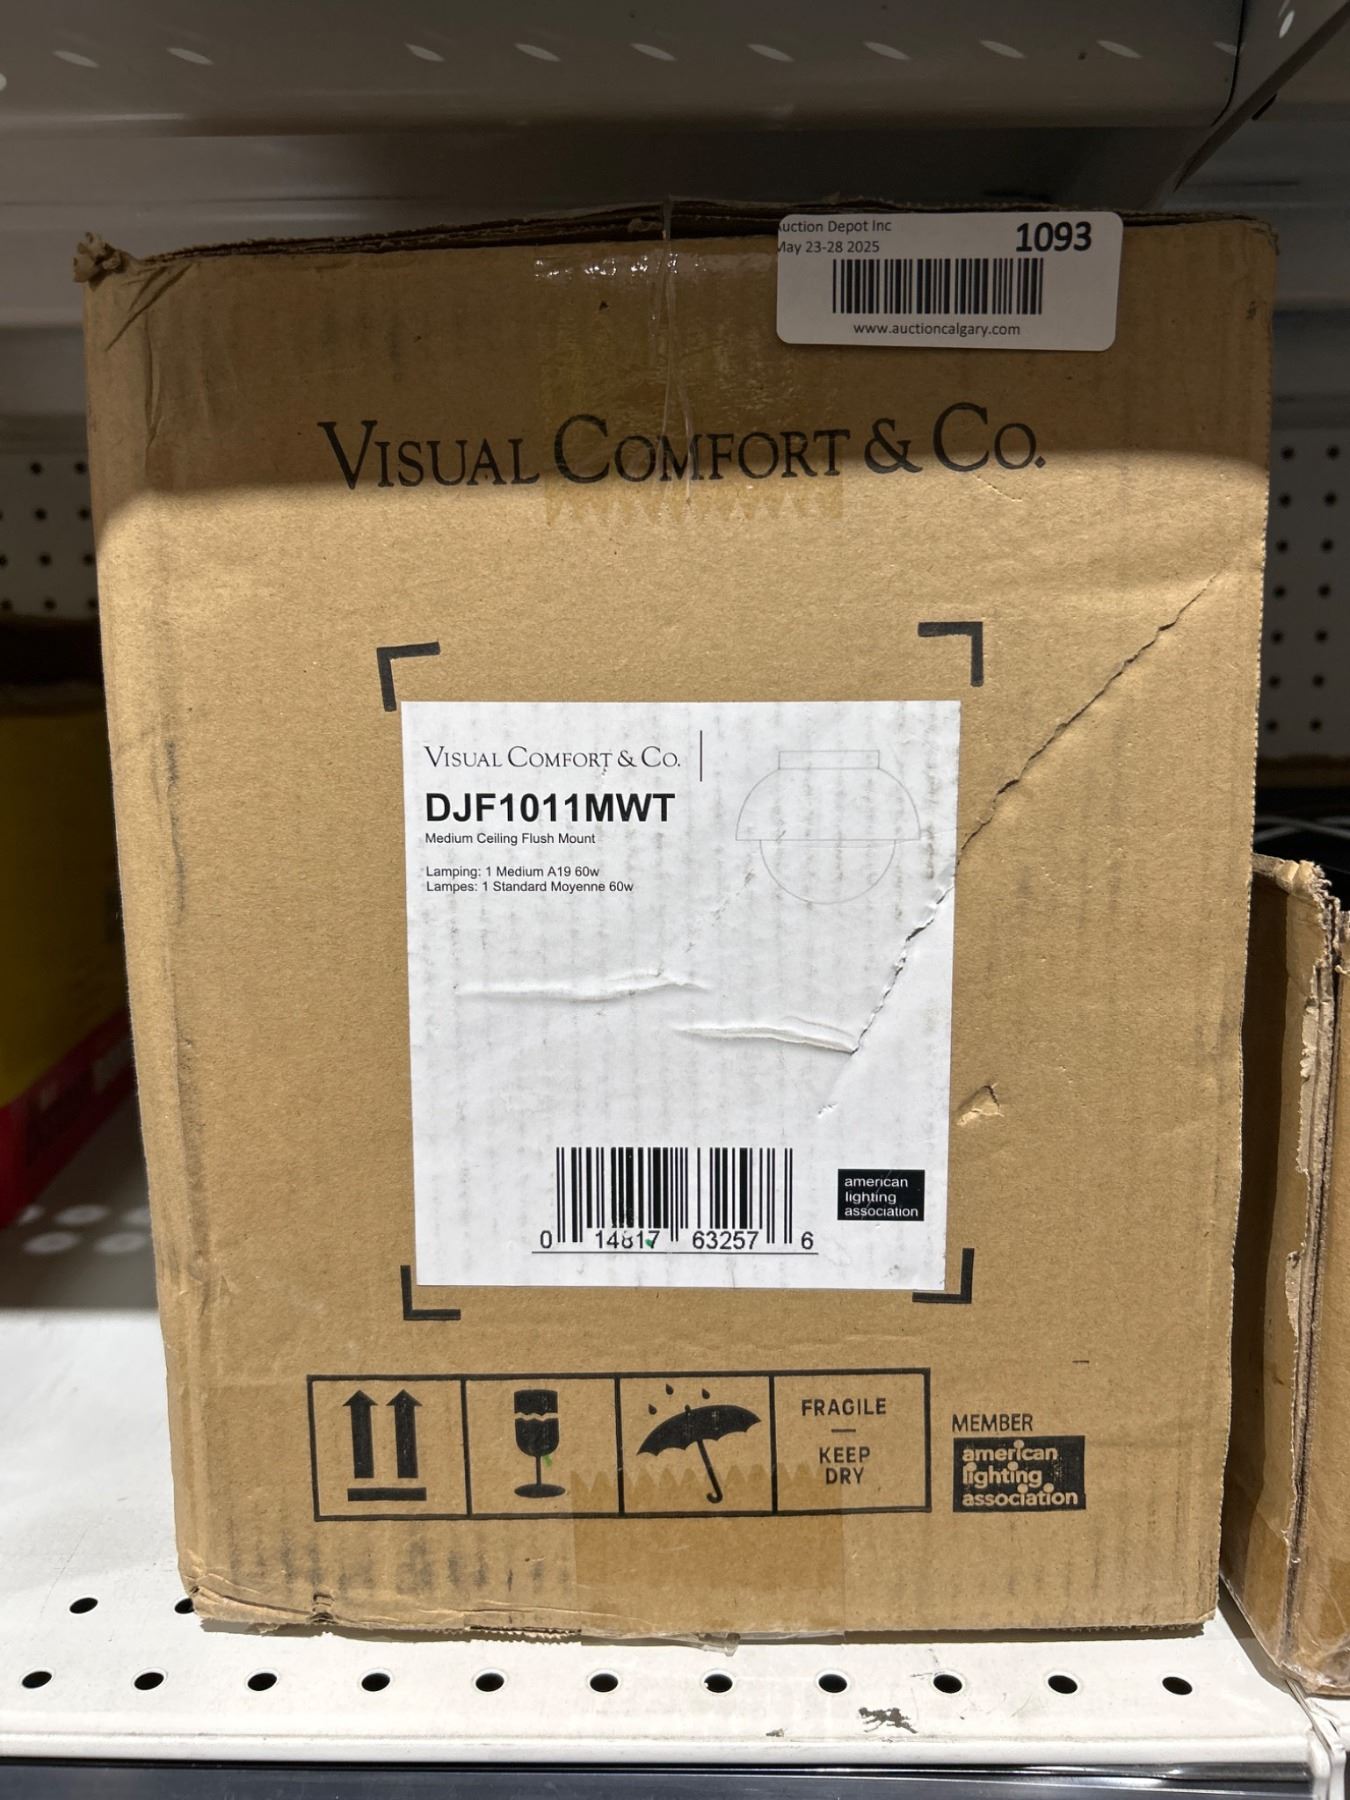 uction Depot Inc
May 23-28 2025
1093
www.auctioncalgary.com
VISUAL COMFORT & CO.
VISUAL COMFORT & CO.
DJF1011MWT
Medium Ceiling Flush Mount
Lamping: 1 Medium A19 60w
Lampes: 1 Standard Moyenne 60w
0 14817 63257 6
american
lighting
association
FRAGILE
KEEP
DRY
MEMBER
american
lighting
association